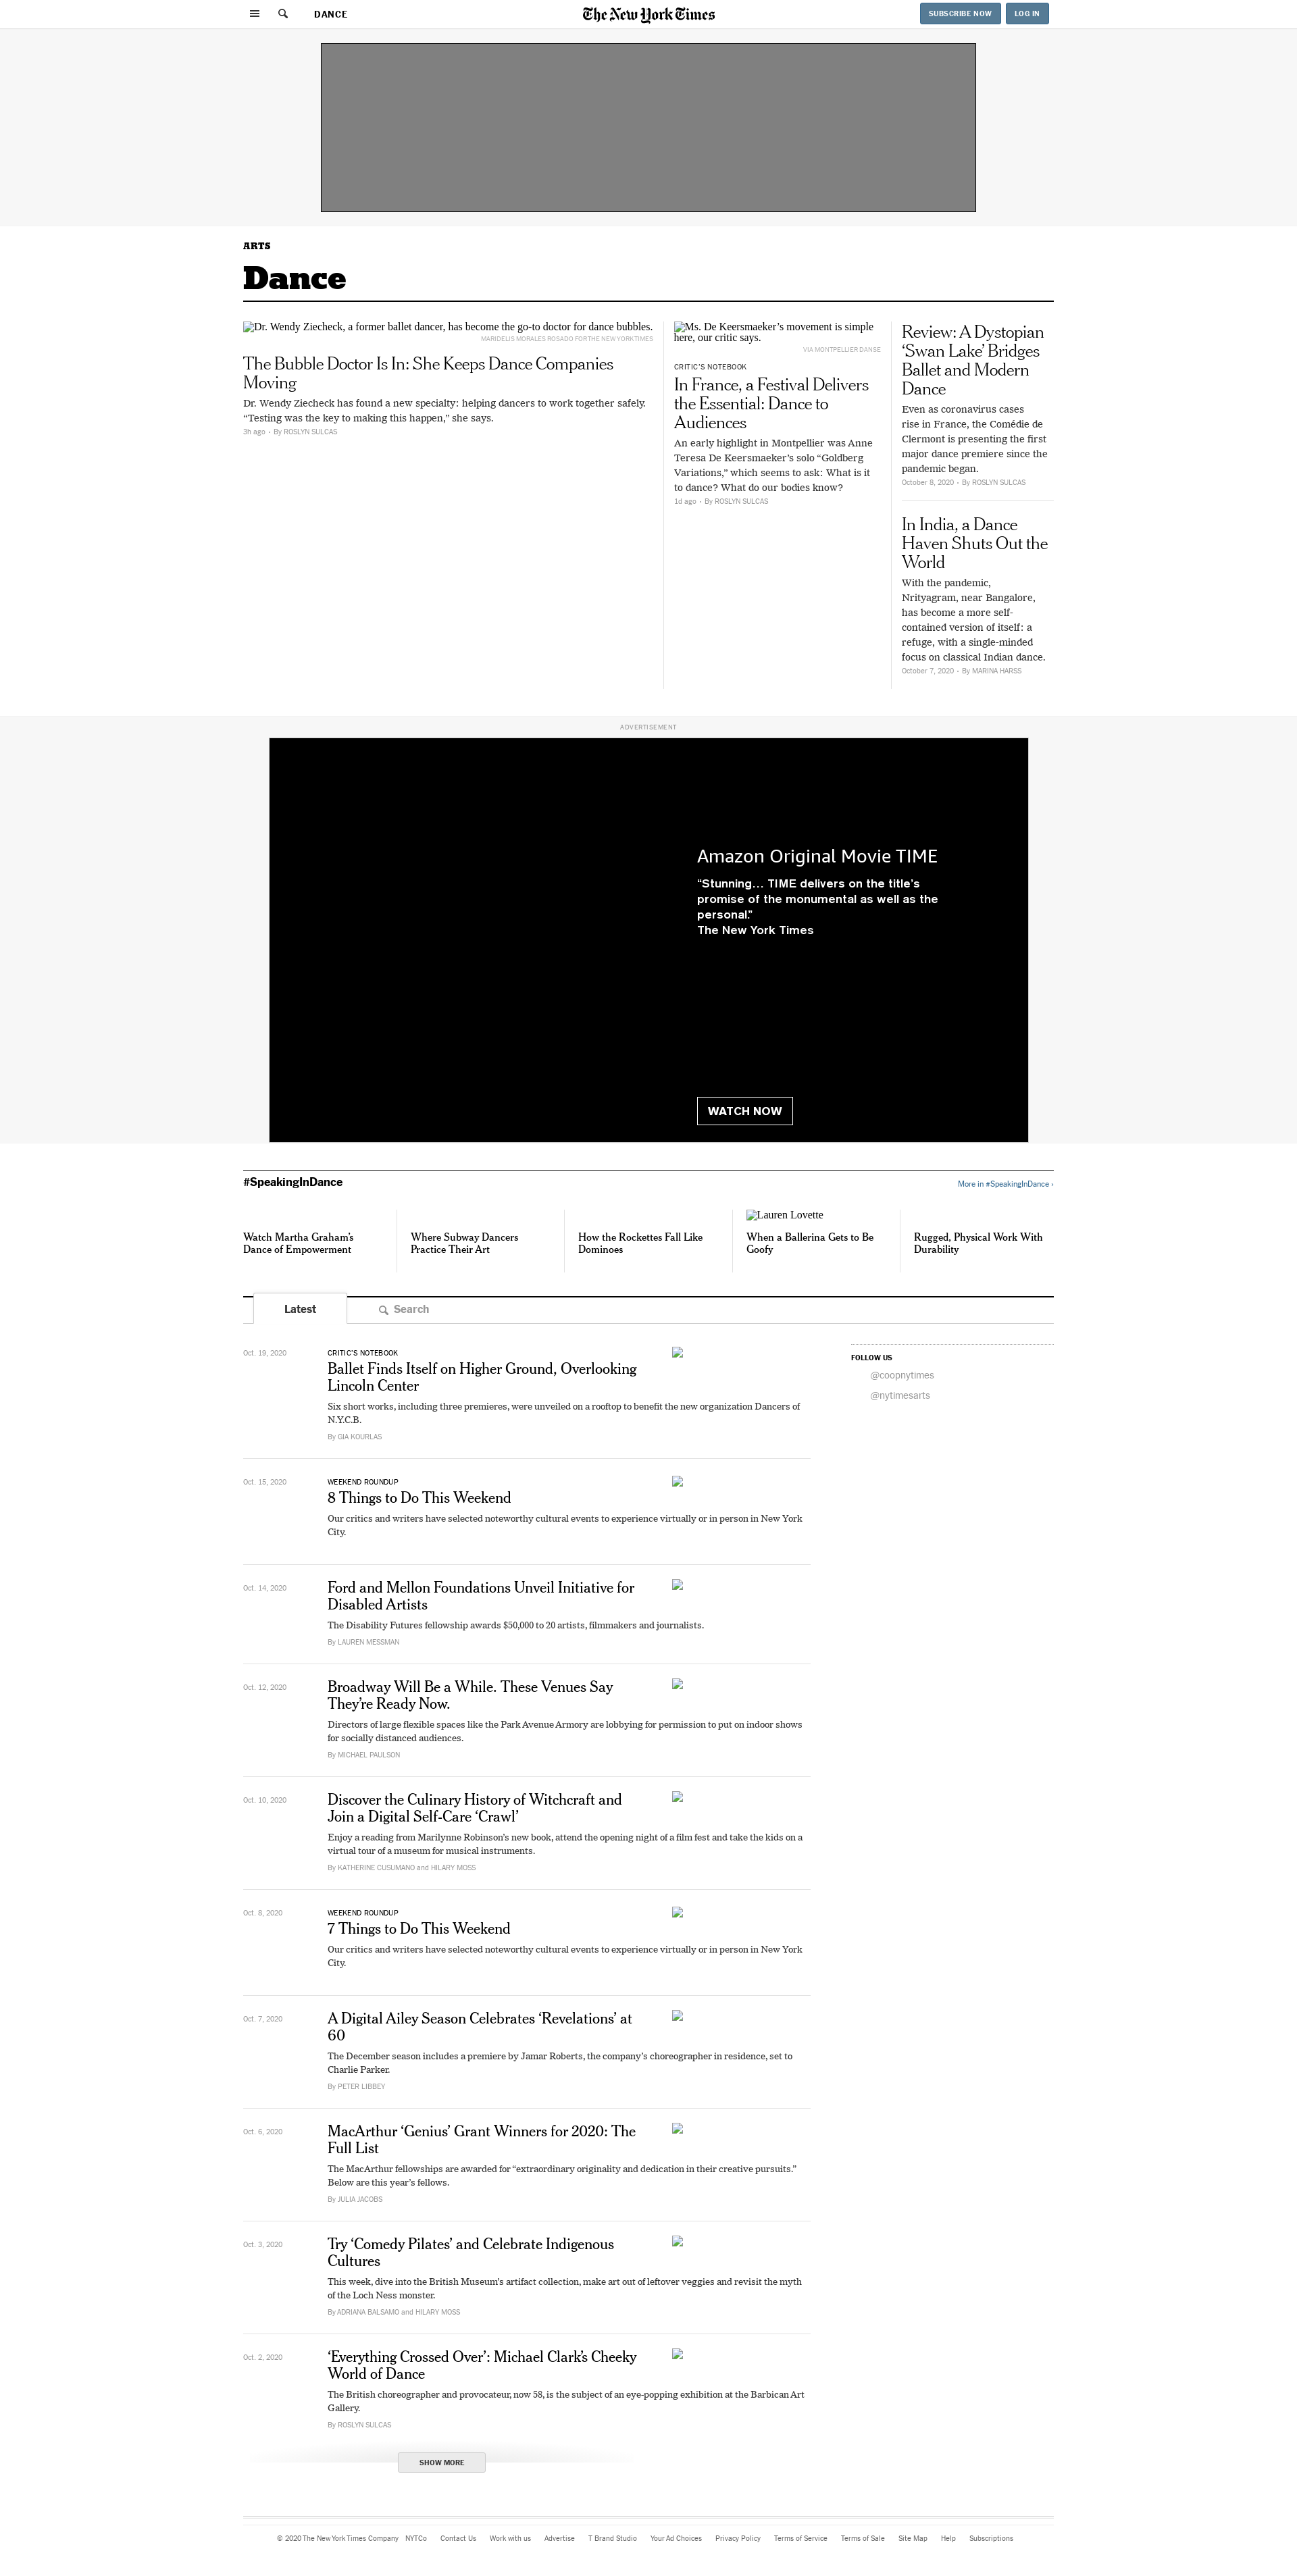 DANCE
The New York Times
SUBSCRIBE NOW
LOG IN
ARTS
Dance
Dr. Wendy Ziecheck, a former ballet dancer, has become the go-to doctor for dance bubbles.
MARIDELIS MORALES ROSADO FOR THE NEW YORK TIMES
The Bubble Doctor Is In: She Keeps Dance Companies
Moving
Dr. Wendy Ziecheck has found a new specialty: helping dancers to work together safely.
“Testing was the key to making this happen,” she says.
3h ago • By ROSLYN SULCAS
Ms. De Keersmaeker’s movement is simple
here, our critic says.
VIA MONTPELLIER DANSE
CRITIC’S NOTEBOOK
In France, a Festival Delivers
the Essential: Dance to
Audiences
An early highlight in Montpellier was Anne
Teresa De Keersmaeker’s solo “Goldberg
Variations,” which seems to ask: What is it
to dance? What do our bodies know?
1d ago • By ROSLYN SULCAS
Review: A Dystopian
‘Swan Lake’ Bridges
Ballet and Modern
Dance
Even as coronavirus cases
rise in France, the Comédie de
Clermont is presenting the first
major dance premiere since the
pandemic began.
October 8, 2020 • By ROSLYN SULCAS
In India, a Dance
Haven Shuts Out the
World
With the pandemic,
Nrityagram, near Bangalore,
has become a more self-
contained version of itself: a
refuge, with a single-minded
focus on classical Indian dance.
October 7, 2020 • By MARINA HARSS
ADVERTISEMENT
Amazon Original Movie TIME
“Stunning… TIME delivers on the title’s
promise of the monumental as well as the
personal.”
The New York Times
WATCH NOW
#SpeakingInDance
More in #SpeakingInDance ›
Watch Martha Graham’s
Dance of Empowerment
Where Subway Dancers
Practice Their Art
How the Rockettes Fall Like
Dominoes
Lauren Lovette
When a Ballerina Gets to Be
Goofy
Rugged, Physical Work With
Durability
Latest
Search
Oct. 19, 2020
CRITIC’S NOTEBOOK
Ballet Finds Itself on Higher Ground, Overlooking
Lincoln Center
Six short works, including three premieres, were unveiled on a rooftop to benefit the new organization Dancers of
N.Y.C.B.
By GIA KOURLAS
FOLLOW US
@coopnytimes
@nytimesarts
Oct. 15, 2020
WEEKEND ROUNDUP
8 Things to Do This Weekend
Our critics and writers have selected noteworthy cultural events to experience virtually or in person in New York
City.
Oct. 14, 2020
Ford and Mellon Foundations Unveil Initiative for
Disabled Artists
The Disability Futures fellowship awards $50,000 to 20 artists, filmmakers and journalists.
By LAUREN MESSMAN
Oct. 12, 2020
Broadway Will Be a While. These Venues Say
They’re Ready Now.
Directors of large flexible spaces like the Park Avenue Armory are lobbying for permission to put on indoor shows
for socially distanced audiences.
By MICHAEL PAULSON
Oct. 10, 2020
Discover the Culinary History of Witchcraft and
Join a Digital Self-Care ‘Crawl’
Enjoy a reading from Marilynne Robinson’s new book, attend the opening night of a film fest and take the kids on a
virtual tour of a museum for musical instruments.
By KATHERINE CUSUMANO and HILARY MOSS
Oct. 8, 2020
WEEKEND ROUNDUP
7 Things to Do This Weekend
Our critics and writers have selected noteworthy cultural events to experience virtually or in person in New York
City.
Oct. 7, 2020
A Digital Ailey Season Celebrates ‘Revelations’ at
60
The December season includes a premiere by Jamar Roberts, the company’s choreographer in residence, set to
Charlie Parker.
By PETER LIBBEY
Oct. 6, 2020
MacArthur ‘Genius’ Grant Winners for 2020: The
Full List
The MacArthur fellowships are awarded for “extraordinary originality and dedication in their creative pursuits.”
Below are this year’s fellows.
By JULIA JACOBS
Oct. 3, 2020
Try ‘Comedy Pilates’ and Celebrate Indigenous
Cultures
This week, dive into the British Museum’s artifact collection, make art out of leftover veggies and revisit the myth
of the Loch Ness monster.
By ADRIANA BALSAMO and HILARY MOSS
Oct. 2, 2020
‘Everything Crossed Over’: Michael Clark’s Cheeky
World of Dance
The British choreographer and provocateur, now 58, is the subject of an eye-popping exhibition at the Barbican Art
Gallery.
By ROSLYN SULCAS
SHOW MORE
© 2020 The New York Times Company NYTCo Contact Us Work with us Advertise T Brand Studio Your Ad Choices Privacy Policy Terms of Service Terms of Sale Site Map Help Subscriptions